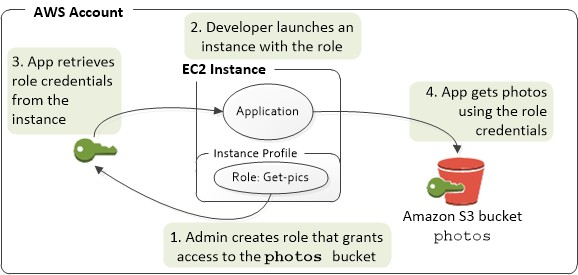 AWS Account
2. Developer launches an
instance with the role
3. App retrieves
role credentials
from the
instance
EC2 Instance
Application
4. App gets photos
using the role
credentials
Instance Profile
Role: Get-pics
Amazon S3 bucket
photos
1. Admin creates role that grants
access to the photos bucket